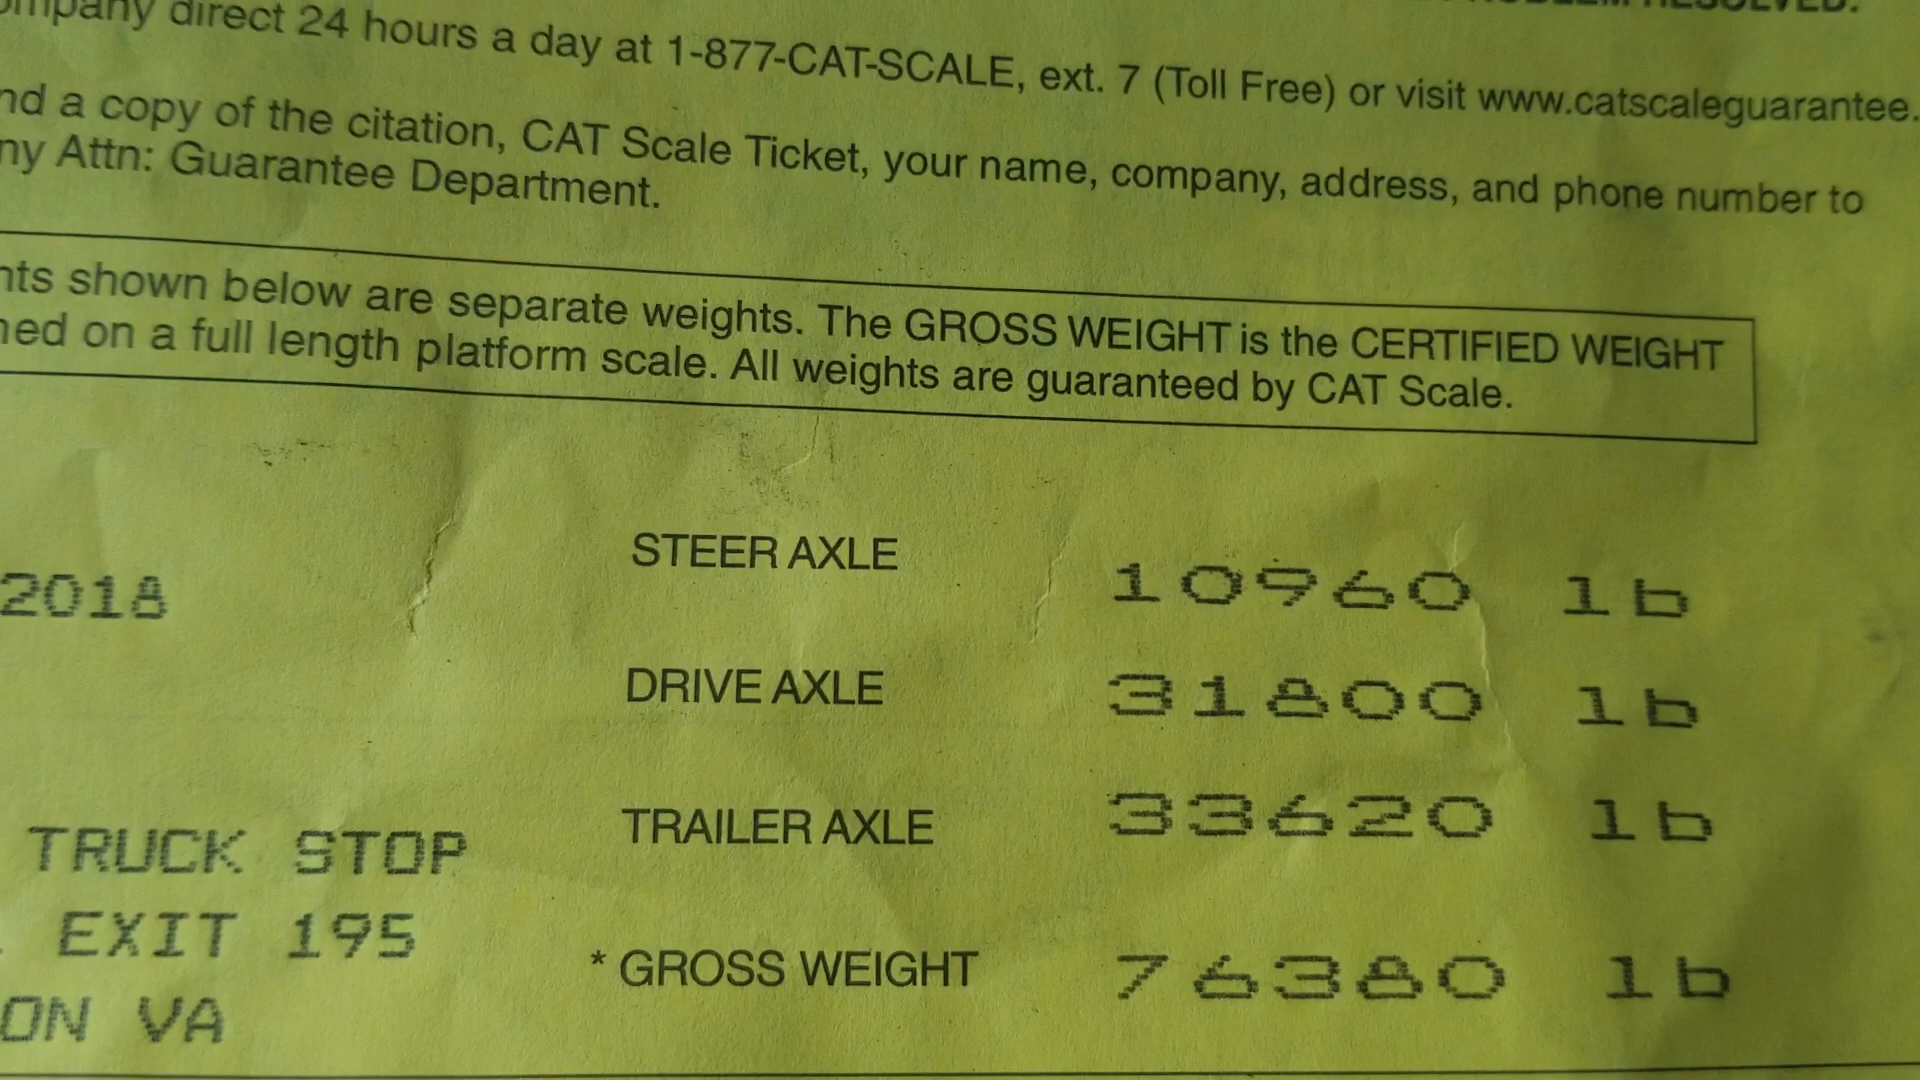 PROBLEM RESOLVED.
ompany direct 24 hours a day at 1-877-CAT-SCALE, ext. 7 (Toll Free) or visit www.catscaleguarantee.
nd a copy of the citation, CAT Scale Ticket, your name, company, address, and phone number to
ny Attn: Guarantee Department.
nts shown below are separate weights. The GROSS WEIGHT is the CERTIFIED WEIGHT
ned on a full length platform scale. All weights are guaranteed by CAT Scale.
STEER AXLE 10960 lb
2018
DRIVE AXLE 31800 lb
TRAILER AXLE 33620 lb
TRUCK STOP
EXIT 195
* GROSS WEIGHT 76380 lb
ON VA